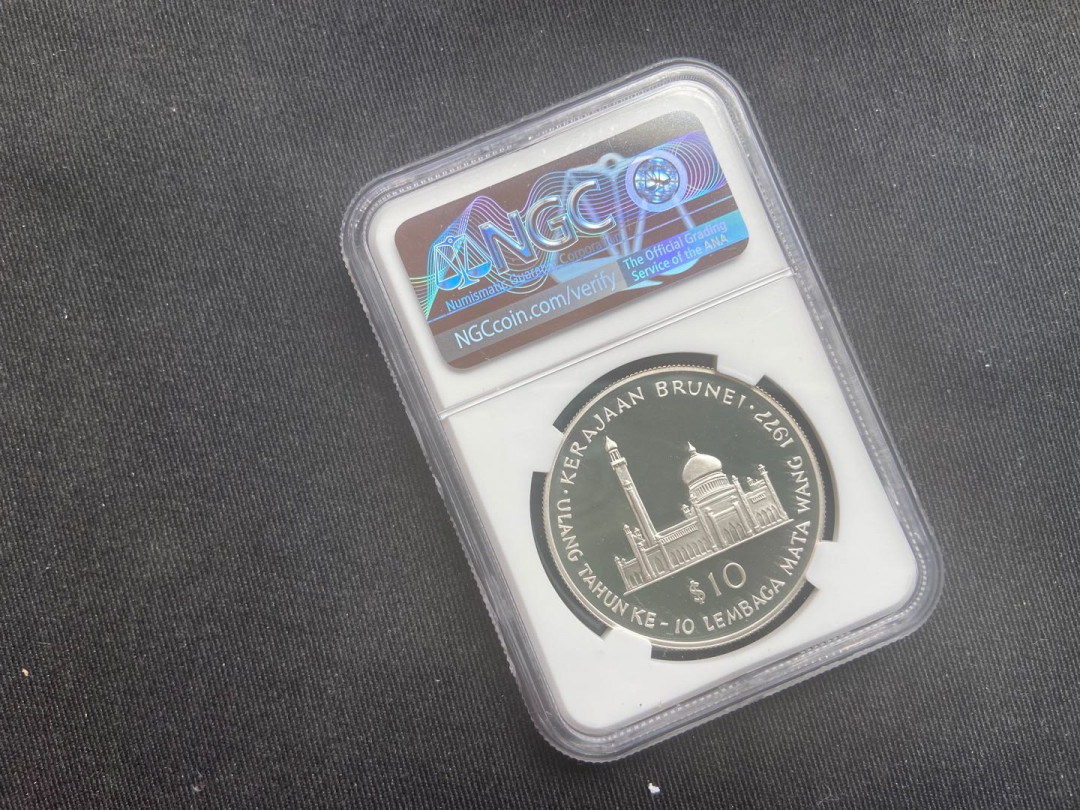 NGC
Numismatic Guaranty Corporation
The Official Grading
Service of the ANA
NGCcoin.com/verify
KERAJAAN BRUNEI · 1977
ULANG TAHUN KE - 10 LEMBAGA MATA WANG
$10